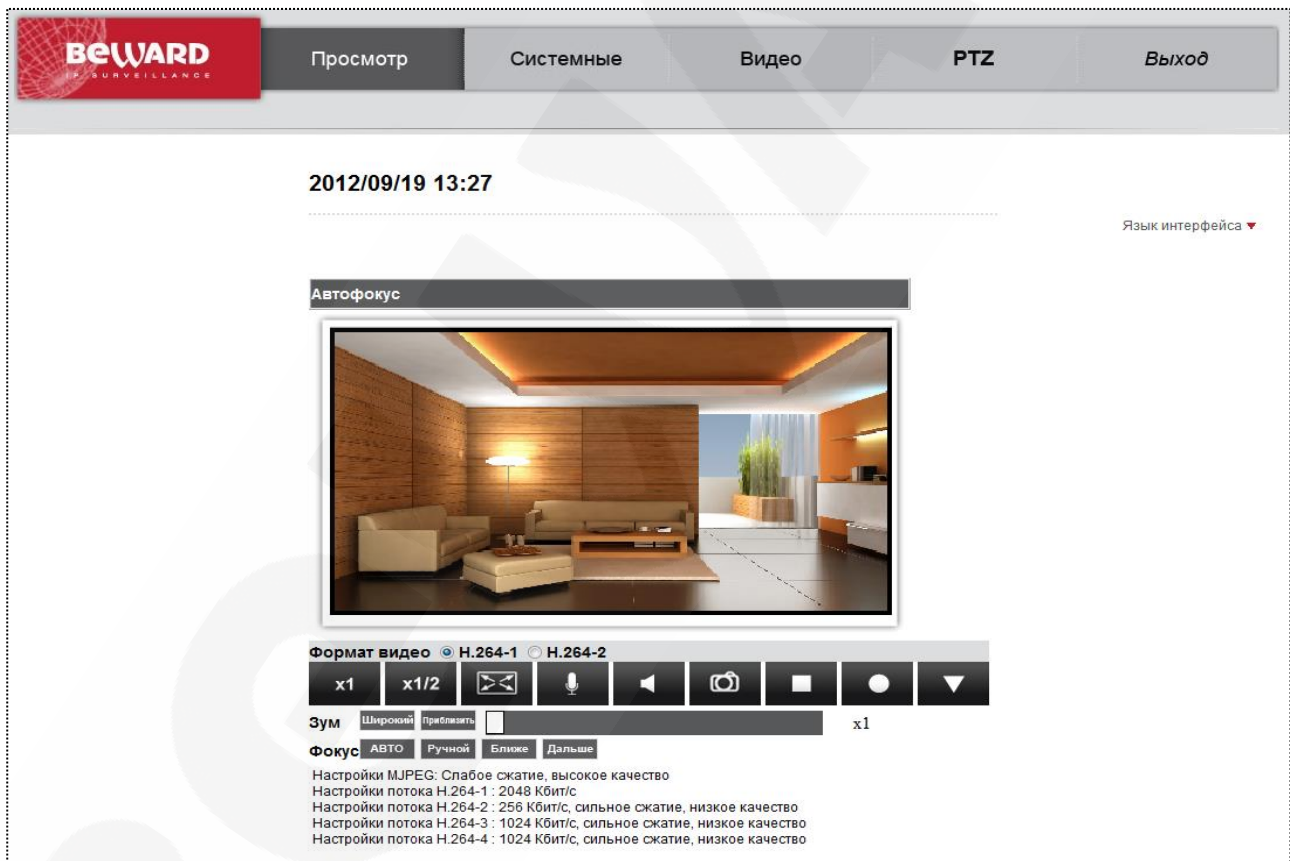 BEWARD
IP SURVEILLANCE
Просмотр
Системные
Видео
PTZ
Выход
2012/09/19 13:27
Язык интерфейса
Автофокус
Формат видео H.264-1 H.264-2
x1 x1/2
Зум Широкий Приблизить x1
Фокус АВТО Ручной Ближе Дальше
Настройки MJPEG: Слабое сжатие, высокое качество
Настройки потока H.264-1 : 2048 Кбит/с
Настройки потока H.264-2 : 256 Кбит/с, сильное сжатие, низкое качество
Настройки потока H.264-3 : 1024 Кбит/с, сильное сжатие, низкое качество
Настройки потока H.264-4 : 1024 Кбит/с, сильное сжатие, низкое качество